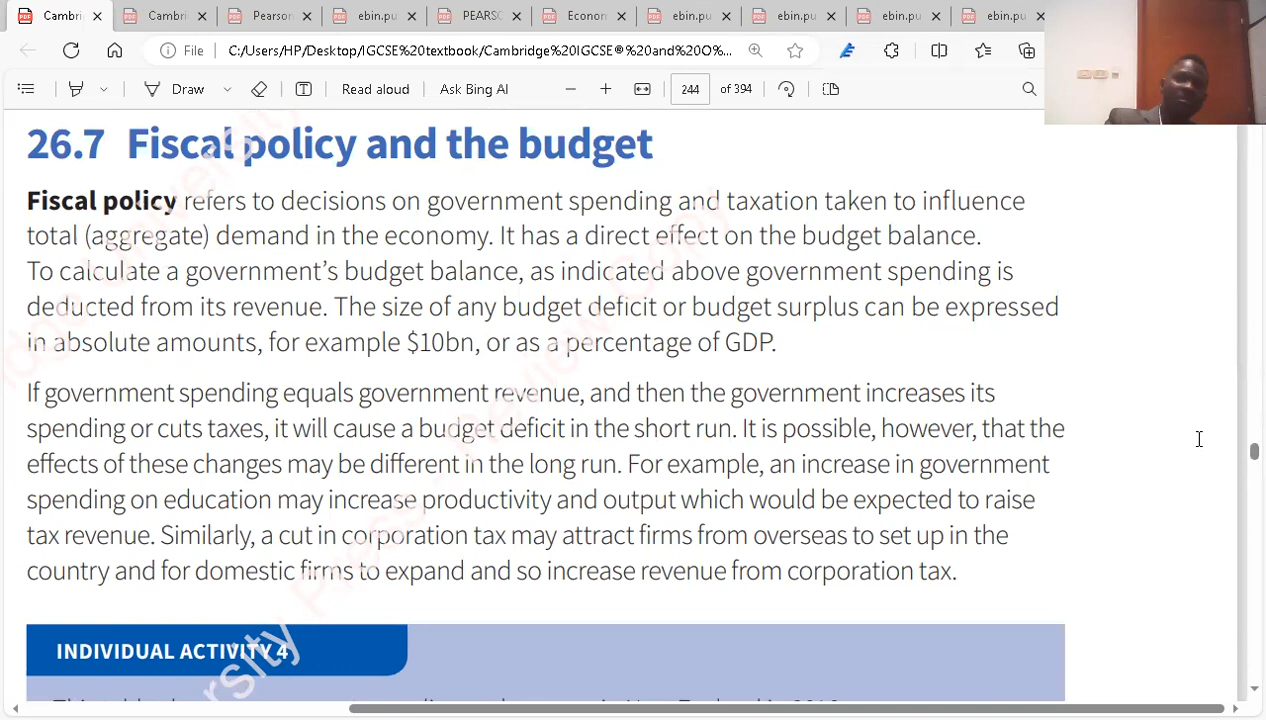 Cambri
Cambri
Pearson
ebin.pu
PEARSC
Econom
ebin.pu
ebin.pu
ebin.pu
ebin.pu
File
C:/Users/HP/Desktop/IGCSE%20textbook/Cambridge%20IGCSE®%20and%20O%...
Draw
Read aloud
Ask Bing AI
244
of 394
26.7 Fiscal policy and the budget
Fiscal policy refers to decisions on government spending and taxation taken to influence
total (aggregate) demand in the economy. It has a direct effect on the budget balance.
To calculate a government's budget balance, as indicated above government spending is
deducted from its revenue. The size of any budget deficit or budget surplus can be expressed
in absolute amounts, for example $10bn, or as a percentage of GDP.
If government spending equals government revenue, and then the government increases its
spending or cuts taxes, it will cause a budget deficit in the short run. It is possible, however, that the
effects of these changes may be different in the long run. For example, an increase in government
spending on education may increase productivity and output which would be expected to raise
tax revenue. Similarly, a cut in corporation tax may attract firms from overseas to set up in the
country and for domestic firms to expand and so increase revenue from corporation tax.
INDIVIDUAL ACTIVITY 4